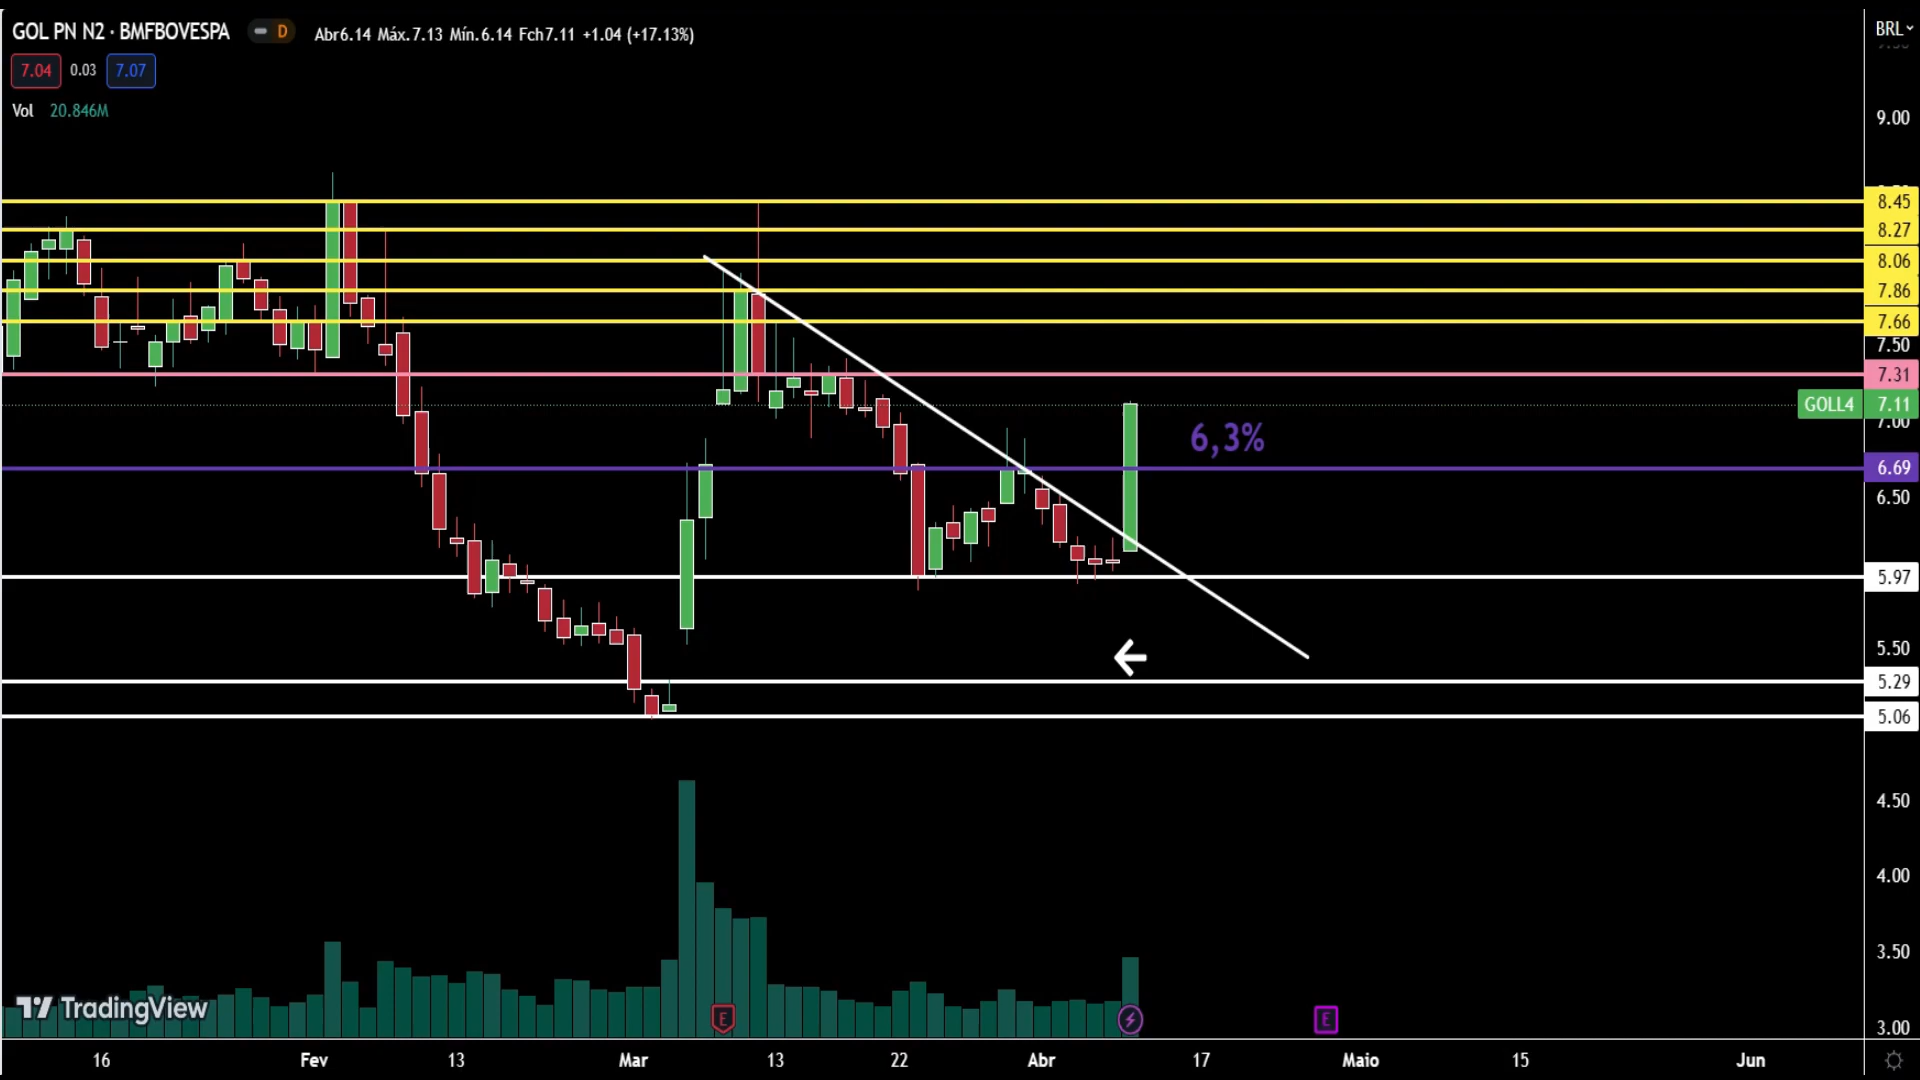 GOL PN N2 · BMFBOVESPA D Abr6.14 Máx.7.13 Mín.6.14 Fch7.11 +1.04 (+17.13%)
BRL
7.04 0.03 7.07
Vol 20.846M
9.00
8.45
8.27
8.06
7.86
7.66
7.50
7.31
GOLL4 7.11
7.00
6,3%
6.69
6.50
5.97
5.50
5.29
5.06
4.50
4.00
3.50
TradingView
E
E
3.00
16 Fev 13 Mar 13 22 Abr 17 Maio 15 Jun